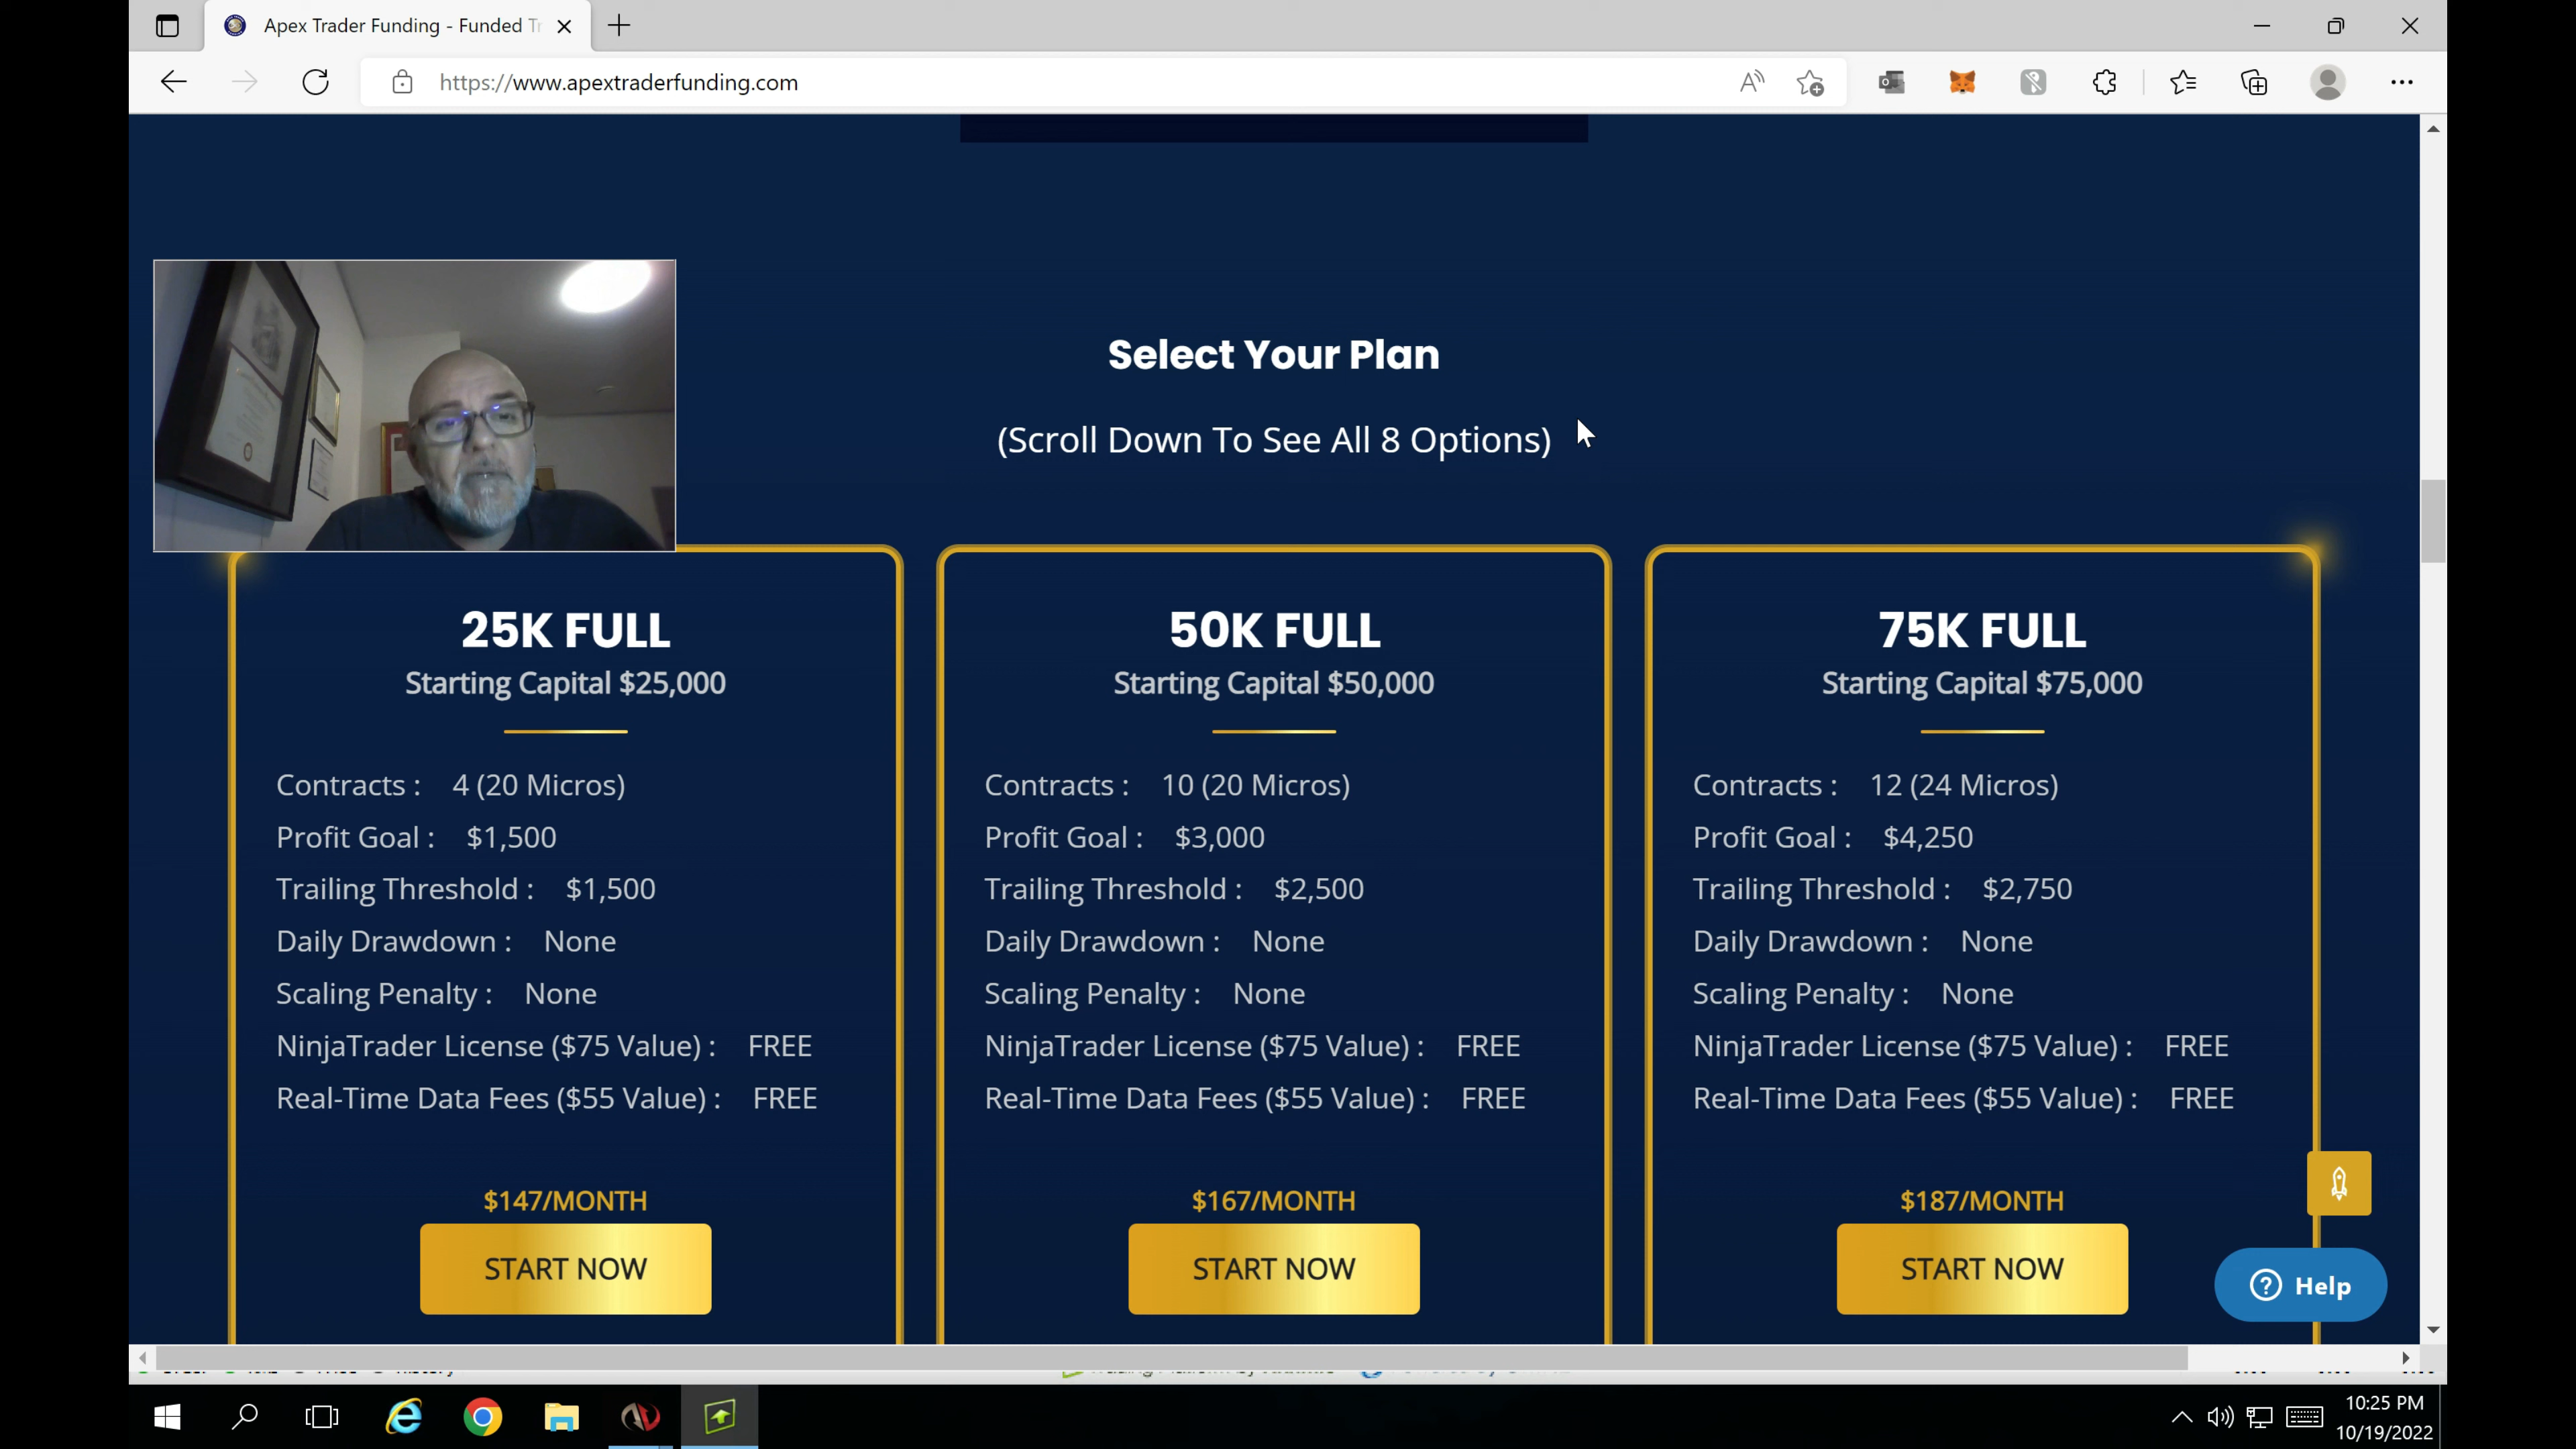 Apex Trader Funding - Funded Tr
https://www.apextraderfunding.com
Select Your Plan
(Scroll Down To See All 8 Options)
25K FULL
Starting Capital $25,000
Contracts : 4 (20 Micros)
Profit Goal : $1,500
Trailing Threshold : $1,500
Daily Drawdown : None
Scaling Penalty : None
NinjaTrader License ($75 Value) : FREE
Real-Time Data Fees ($55 Value) : FREE
$147/MONTH
START NOW
50K FULL
Starting Capital $50,000
Contracts : 10 (20 Micros)
Profit Goal : $3,000
Trailing Threshold : $2,500
Daily Drawdown : None
Scaling Penalty : None
NinjaTrader License ($75 Value) : FREE
Real-Time Data Fees ($55 Value) : FREE
$167/MONTH
START NOW
75K FULL
Starting Capital $75,000
Contracts : 12 (24 Micros)
Profit Goal : $4,250
Trailing Threshold : $2,750
Daily Drawdown : None
Scaling Penalty : None
NinjaTrader License ($75 Value) : FREE
Real-Time Data Fees ($55 Value) : FREE
$187/MONTH
START NOW
Help
10:25 PM
10/19/2022